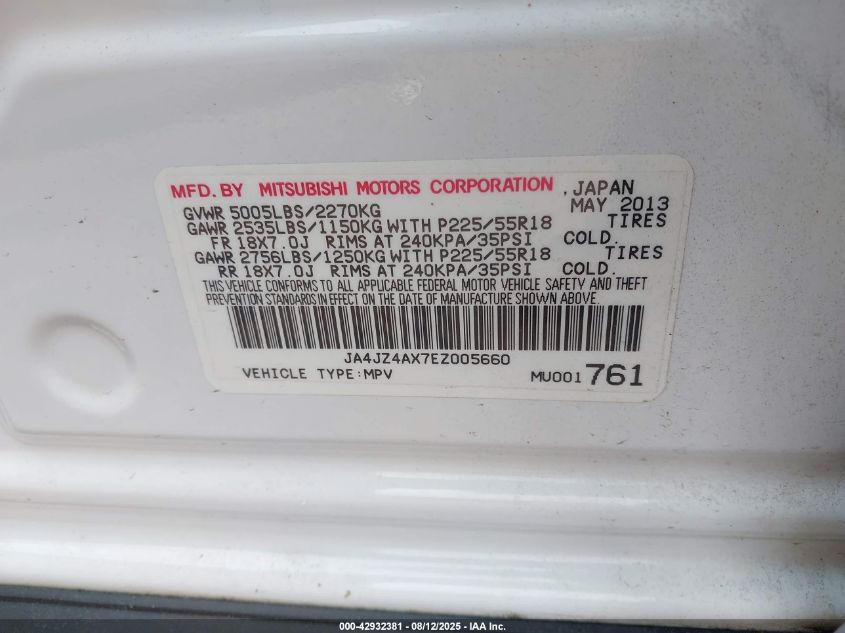 MFD. BY MITSUBISHI MOTORS CORPORATION , JAPAN
GVWR 5005LBS/2270KG MAY 2013
GAWR 2535LBS/1150KG WITH P225/55R18 TIRES
FR 18X7.0J RIMS AT 240KPA/35PSI COLD.
GAWR 2756LBS/1250KG WITH P225/55R18 TIRES
RR 18X7.0J RIMS AT 240KPA/35PSI COLD.
THIS VEHICLE CONFORMS TO ALL APPLICABLE FEDERAL MOTOR VEHICLE SAFETY AND THEFT
PREVENTION STANDARDS IN EFFECT ON THE DATE OF MANUFACTURE SHOWN ABOVE.
JA4JZ4AX7EZ005660
VEHICLE TYPE:MPV MU001761
000-42932381 - 08/12/2025 - IAA Inc.